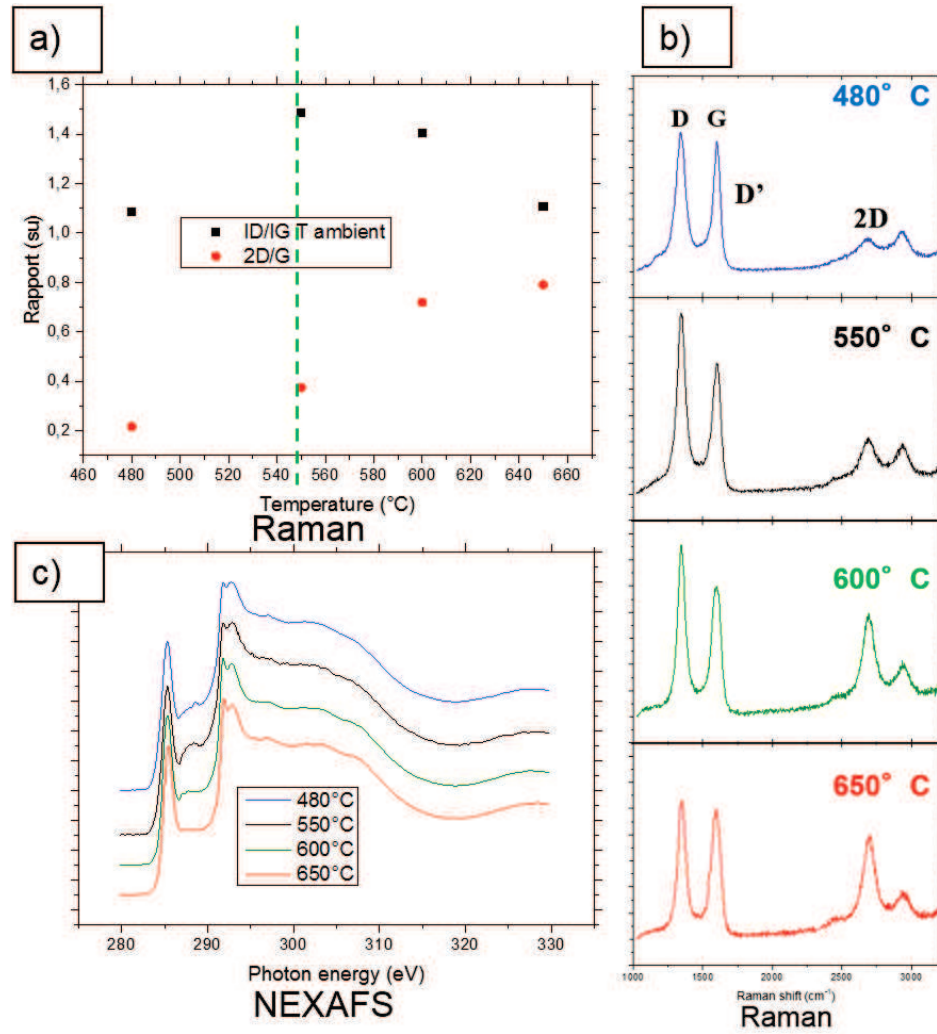 a)
1,6
1,4
1,2
1,0
0,8
0,6
0,4
0,2
Rapport (su)
ID/IG T ambient
2D/G
460 480 500 520 540 560 580 600 620 640 660
Temperature (°C)
Raman
b)
480° C
D G
D’
2D
550° C
600° C
650° C
1000 1500 2000 2500 3000
Raman shift (cm⁻¹)
Raman
c)
480°C
550°C
600°C
650°C
280 290 300 310 320 330
Photon energy (eV)
NEXAFS